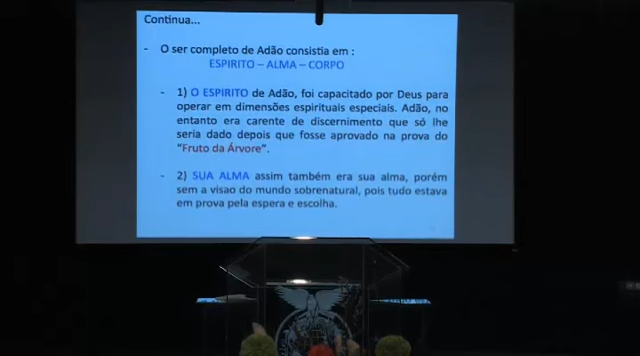 Continua...
- O ser completo de Adão consistia em :
ESPIRITO – ALMA – CORPO
- 1) O ESPIRITO de Adão, foi capacitado por Deus para
operar em dimensões espirituais especiais. Adão, no
entanto era carente de discernimento que só lhe
seria dado depois que fosse aprovado na prova do
“Fruto da Árvore”.
- 2) SUA ALMA assim também era sua alma, porém
sem a visao do mundo sobrenatural, pois tudo estava
em prova pela espera e escolha.